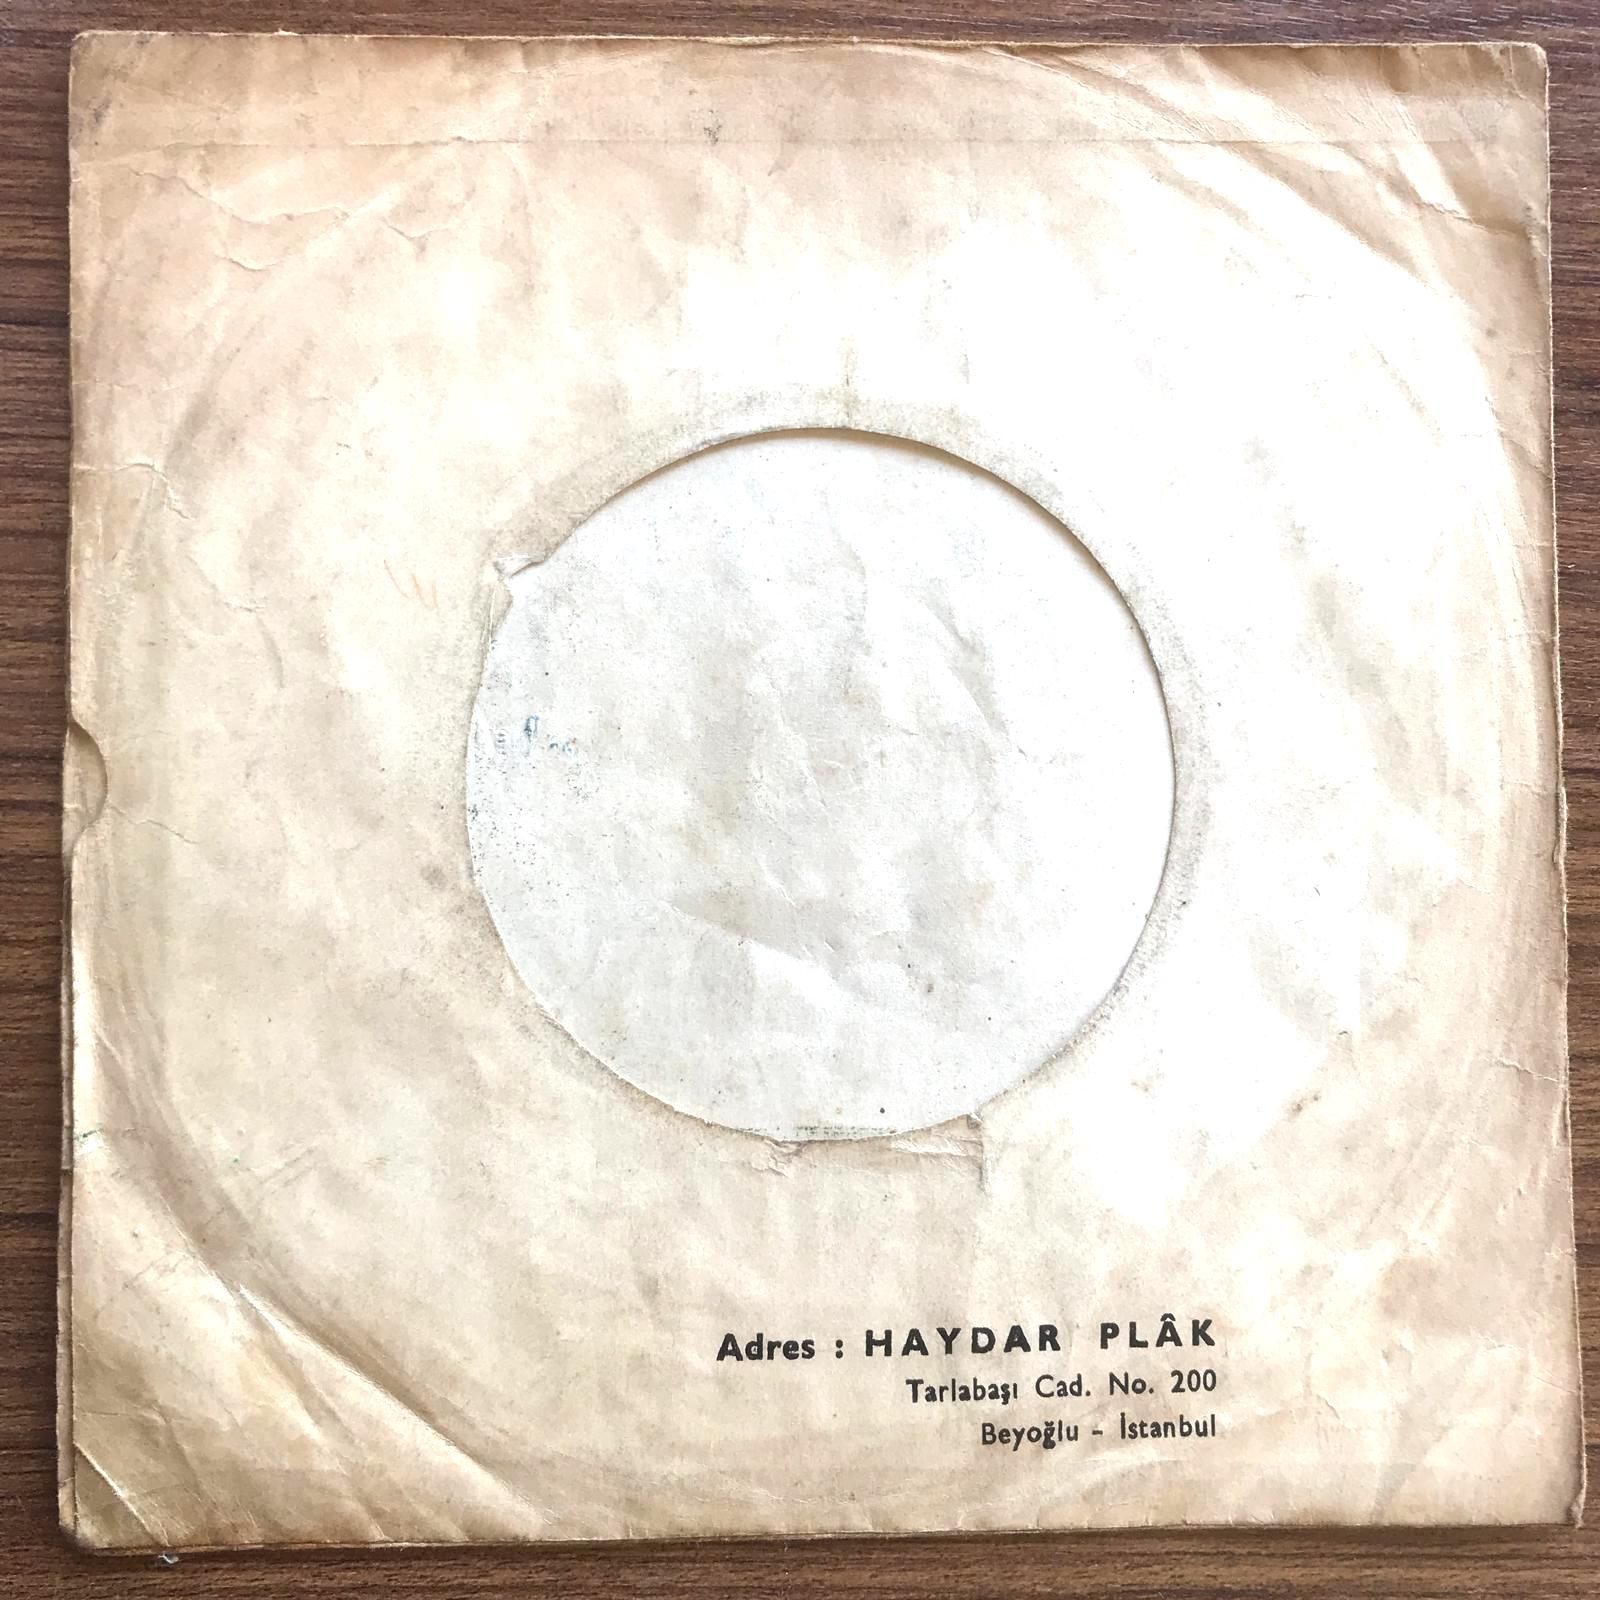 Adres : HAYDAR PLÂK
Tarlabaşı Cad. No. 200
Beyoğlu - İstanbul